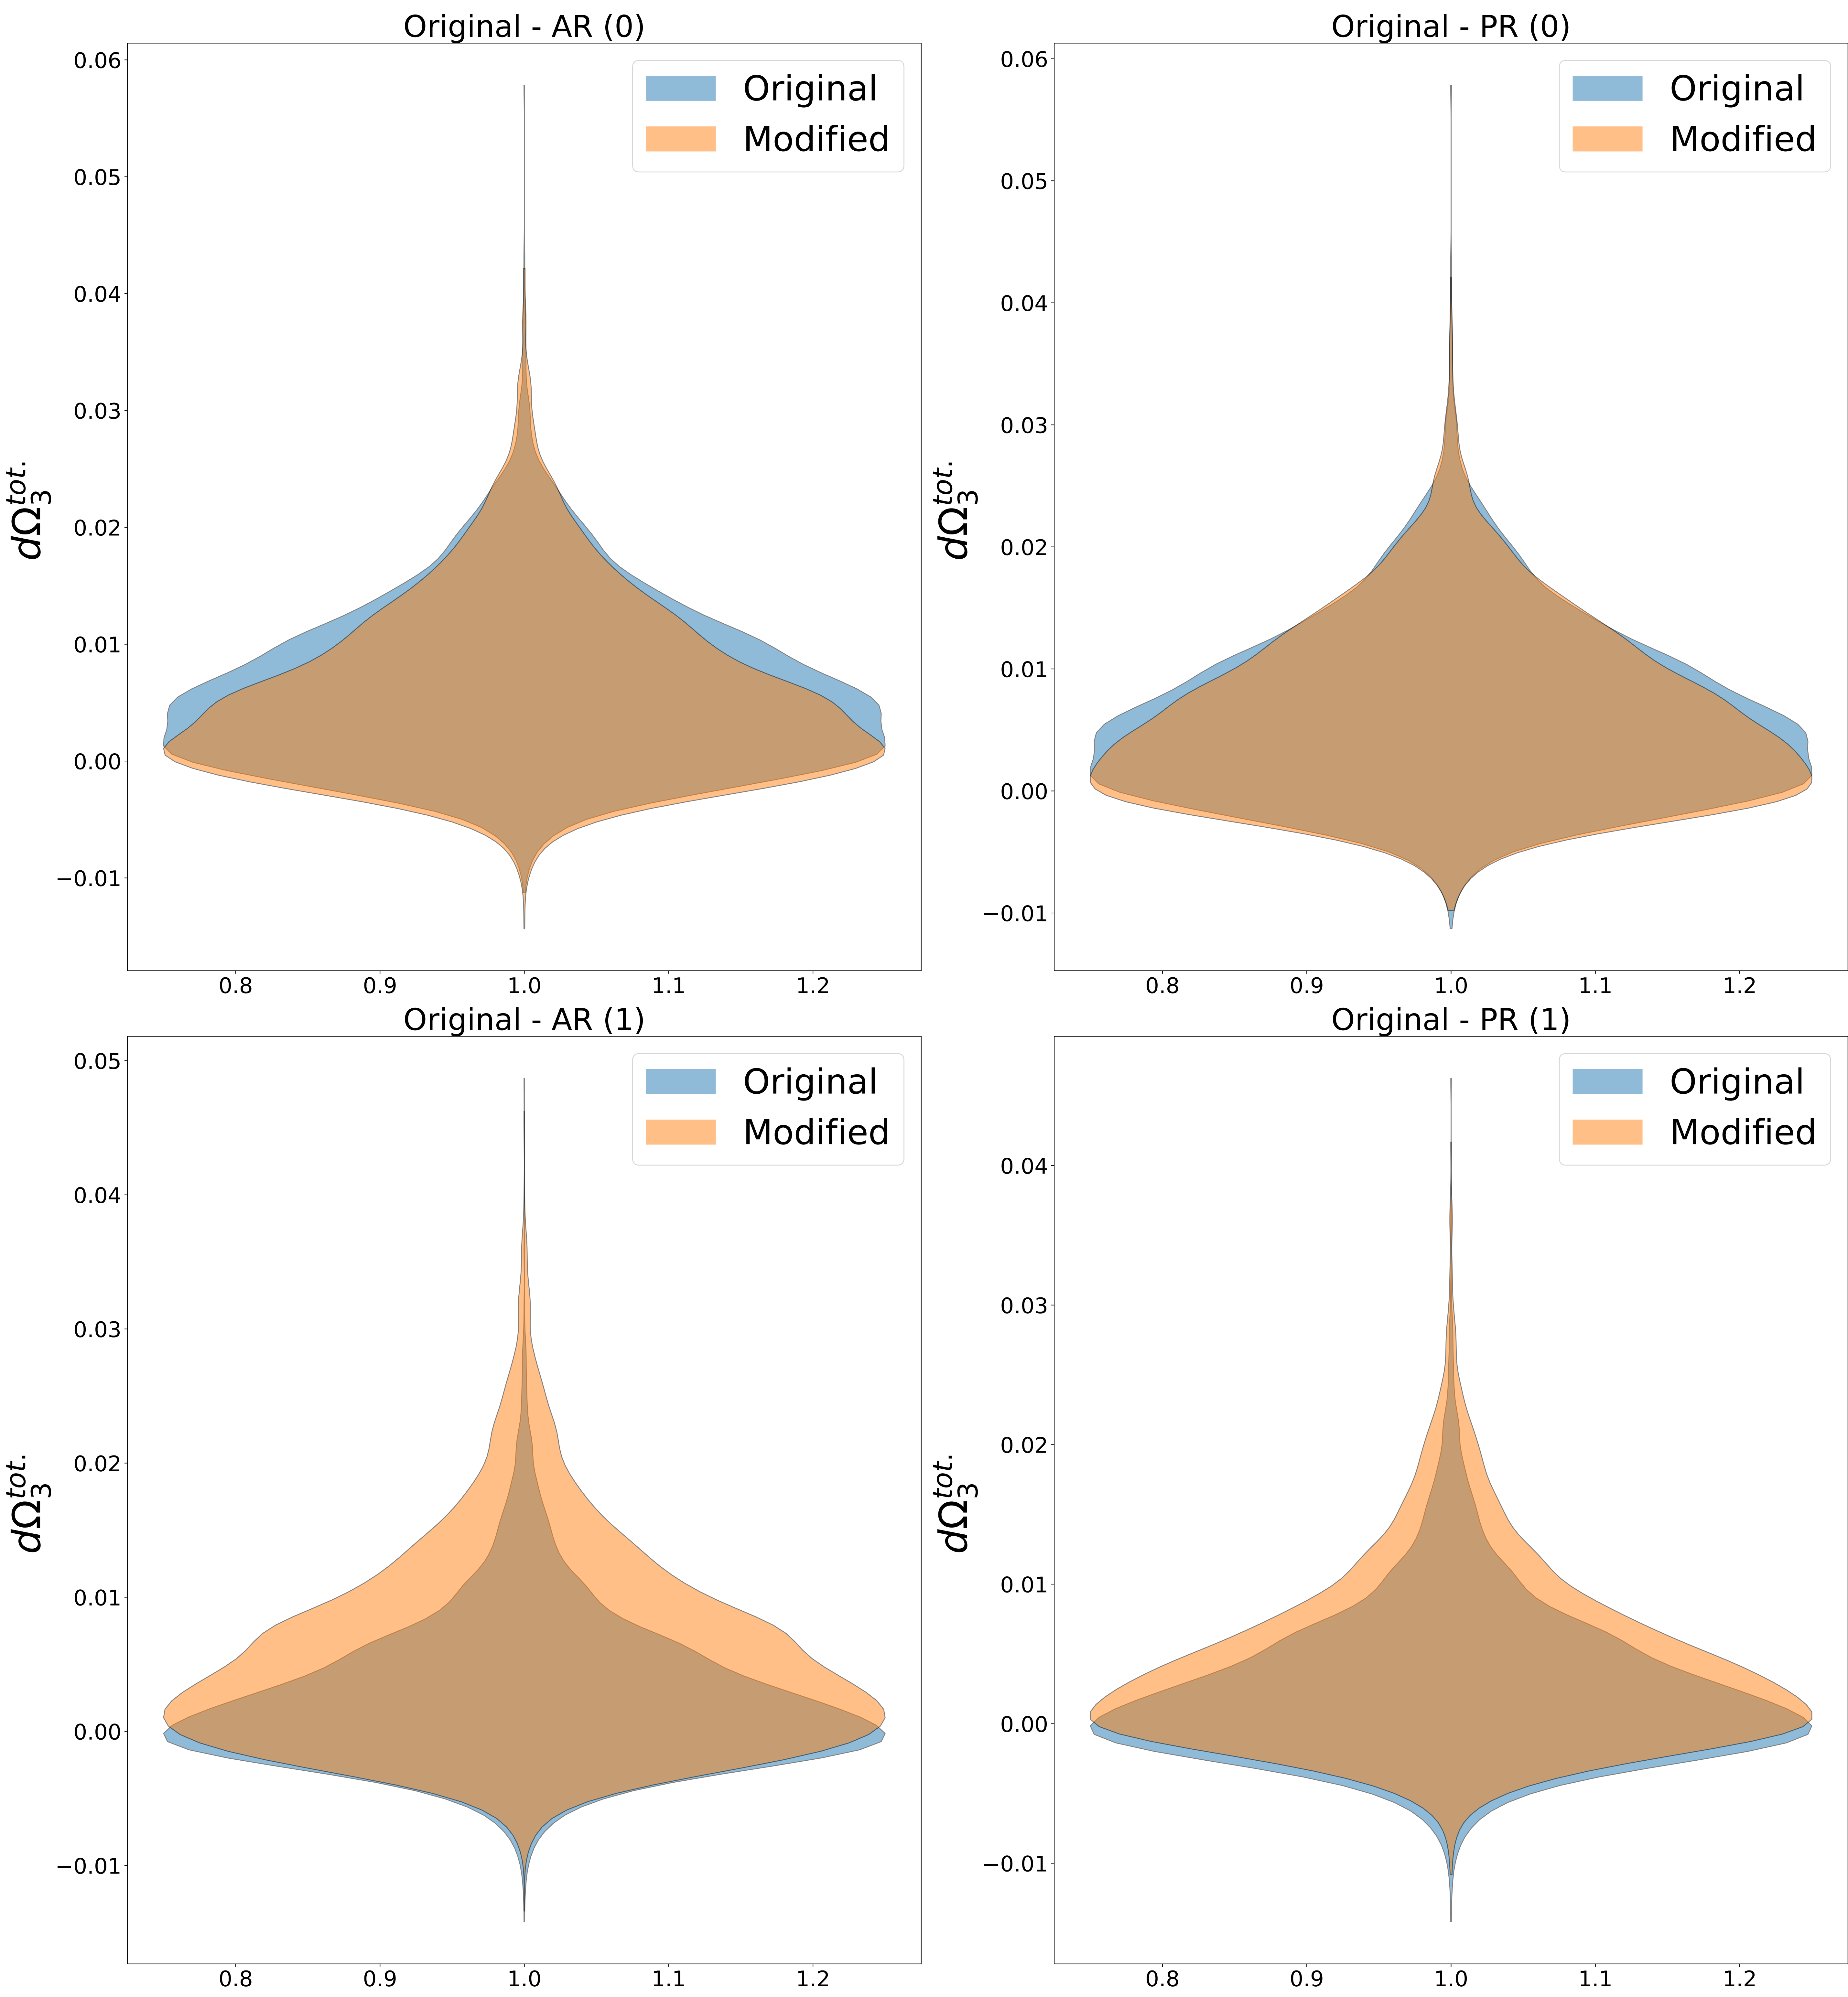 Original - AR (0)
0.06
0.05
0.04
0.03
0.02
0.01
0.00
−0.01
dΩ₃ᵗᵒᵗ·
0.8 0.9 1.0 1.1 1.2
Original
Modified
Original - PR (0)
0.06
0.05
0.04
0.03
0.02
0.01
0.00
−0.01
dΩ₃ᵗᵒᵗ·
0.8 0.9 1.0 1.1 1.2
Original
Modified
Original - AR (1)
0.05
0.04
0.03
0.02
0.01
0.00
−0.01
dΩ₃ᵗᵒᵗ·
0.8 0.9 1.0 1.1 1.2
Original
Modified
Original - PR (1)
0.04
0.03
0.02
0.01
0.00
−0.01
dΩ₃ᵗᵒᵗ·
0.8 0.9 1.0 1.1 1.2
Original
Modified